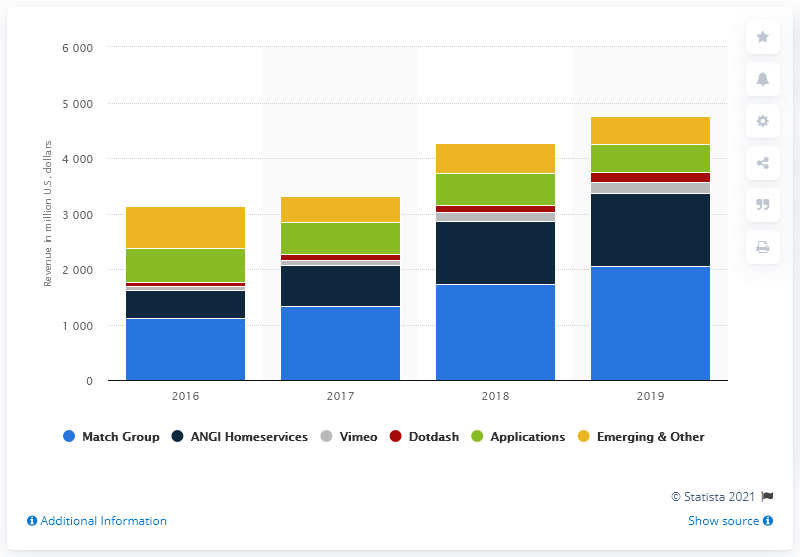 Revenue in million U.S. dollars
6 000
5 000
4 000
3 000
2 000
1 000
0
2016 2017 2018 2019
Match Group ANGI Homeservices Vimeo Dotdash Applications Emerging & Other
© Statista 2021
Additional Information Show source